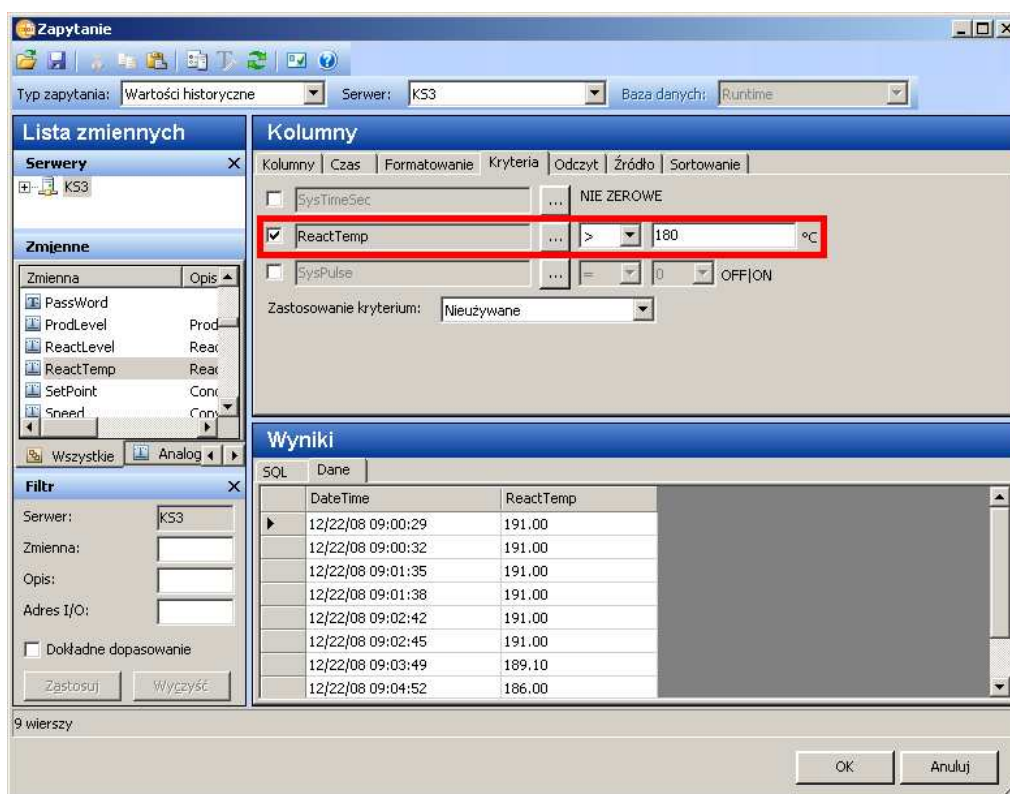 Zapytanie
Typ zapytania: Wartości historyczne Serwer: KS3 Baza danych: Runtime
Lista zmiennych
Serwery
KS3
Zmienne
Zmienna Opis
PassWord
ProdLevel Prod
ReactLevel Reac
ReactTemp Reac
SetPoint Conc
Speed Conv
Wszystkie Analog
Filtr
Serwer: KS3
Zmienna:
Opis:
Adres I/O:
Dokładne dopasowanie
Zastosuj Wyczyść
Kolumny
Kolumny Czas Formatowanie Kryteria Odczyt Źródło Sortowanie
SysTimeSec ... NIE ZEROWE
ReactTemp ... > 180 °C
SysPulse ... = 0 OFF|ON
Zastosowanie kryterium: Nieużywane
Wyniki
SQL Dane
DateTime ReactTemp
12/22/08 09:00:29 191.00
12/22/08 09:00:32 191.00
12/22/08 09:01:35 191.00
12/22/08 09:01:38 191.00
12/22/08 09:02:42 191.00
12/22/08 09:02:45 191.00
12/22/08 09:03:49 189.10
12/22/08 09:04:52 186.00
9 wierszy
OK Anuluj